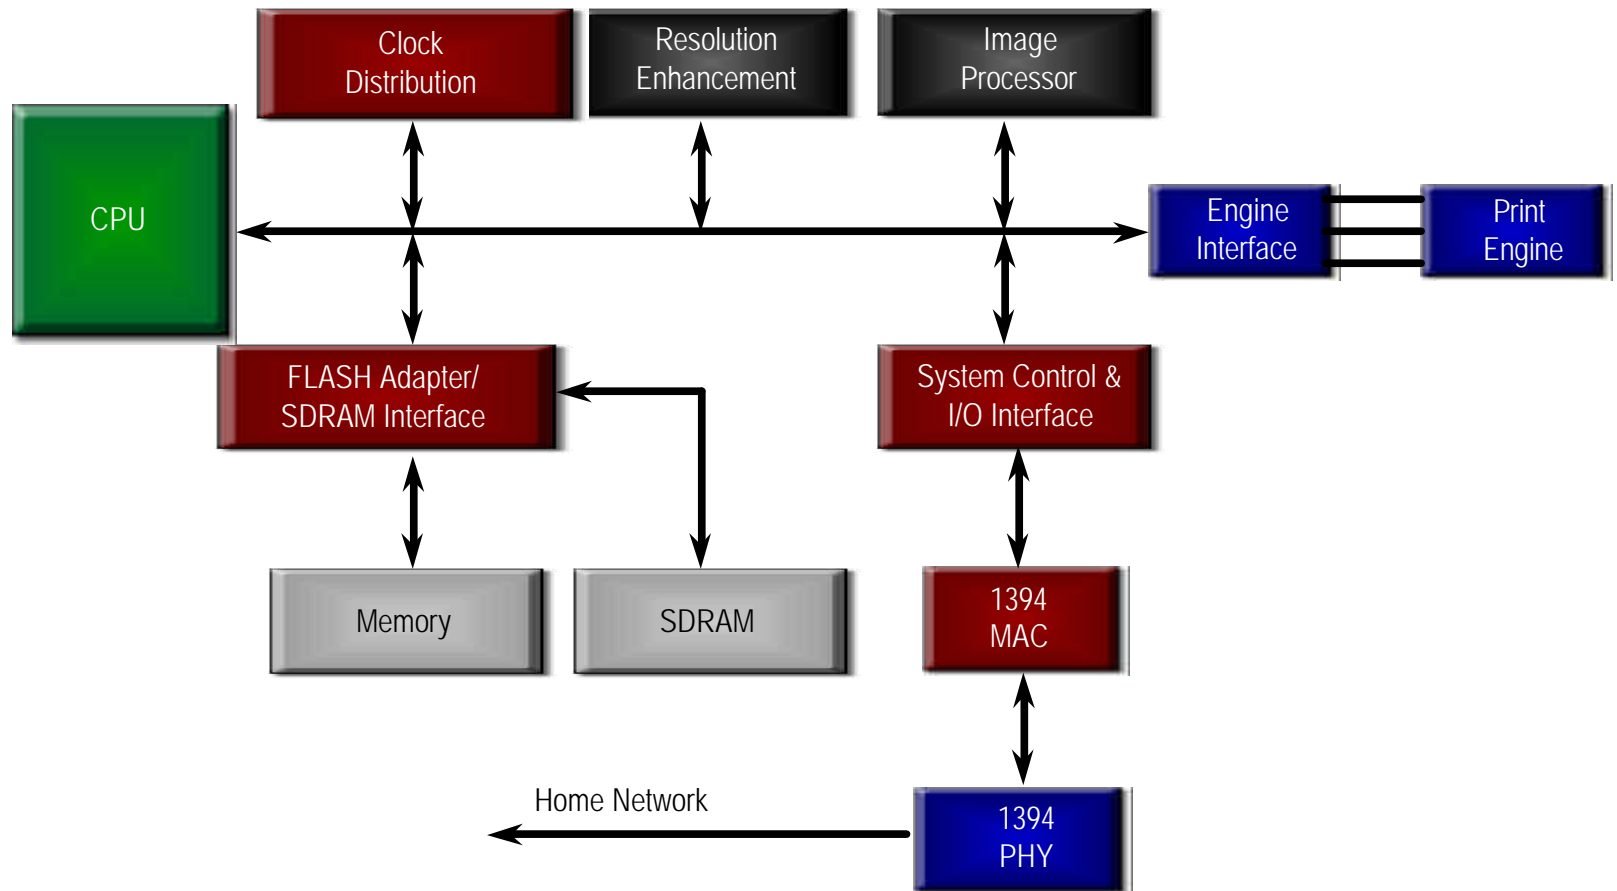 Clock
Distribution
Resolution
Enhancement
Image
Processor
CPU
Engine
Interface
Print
Engine
FLASH Adapter/
SDRAM Interface
System Control &
I/O Interface
Memory
SDRAM
1394
MAC
Home Network
1394
PHY